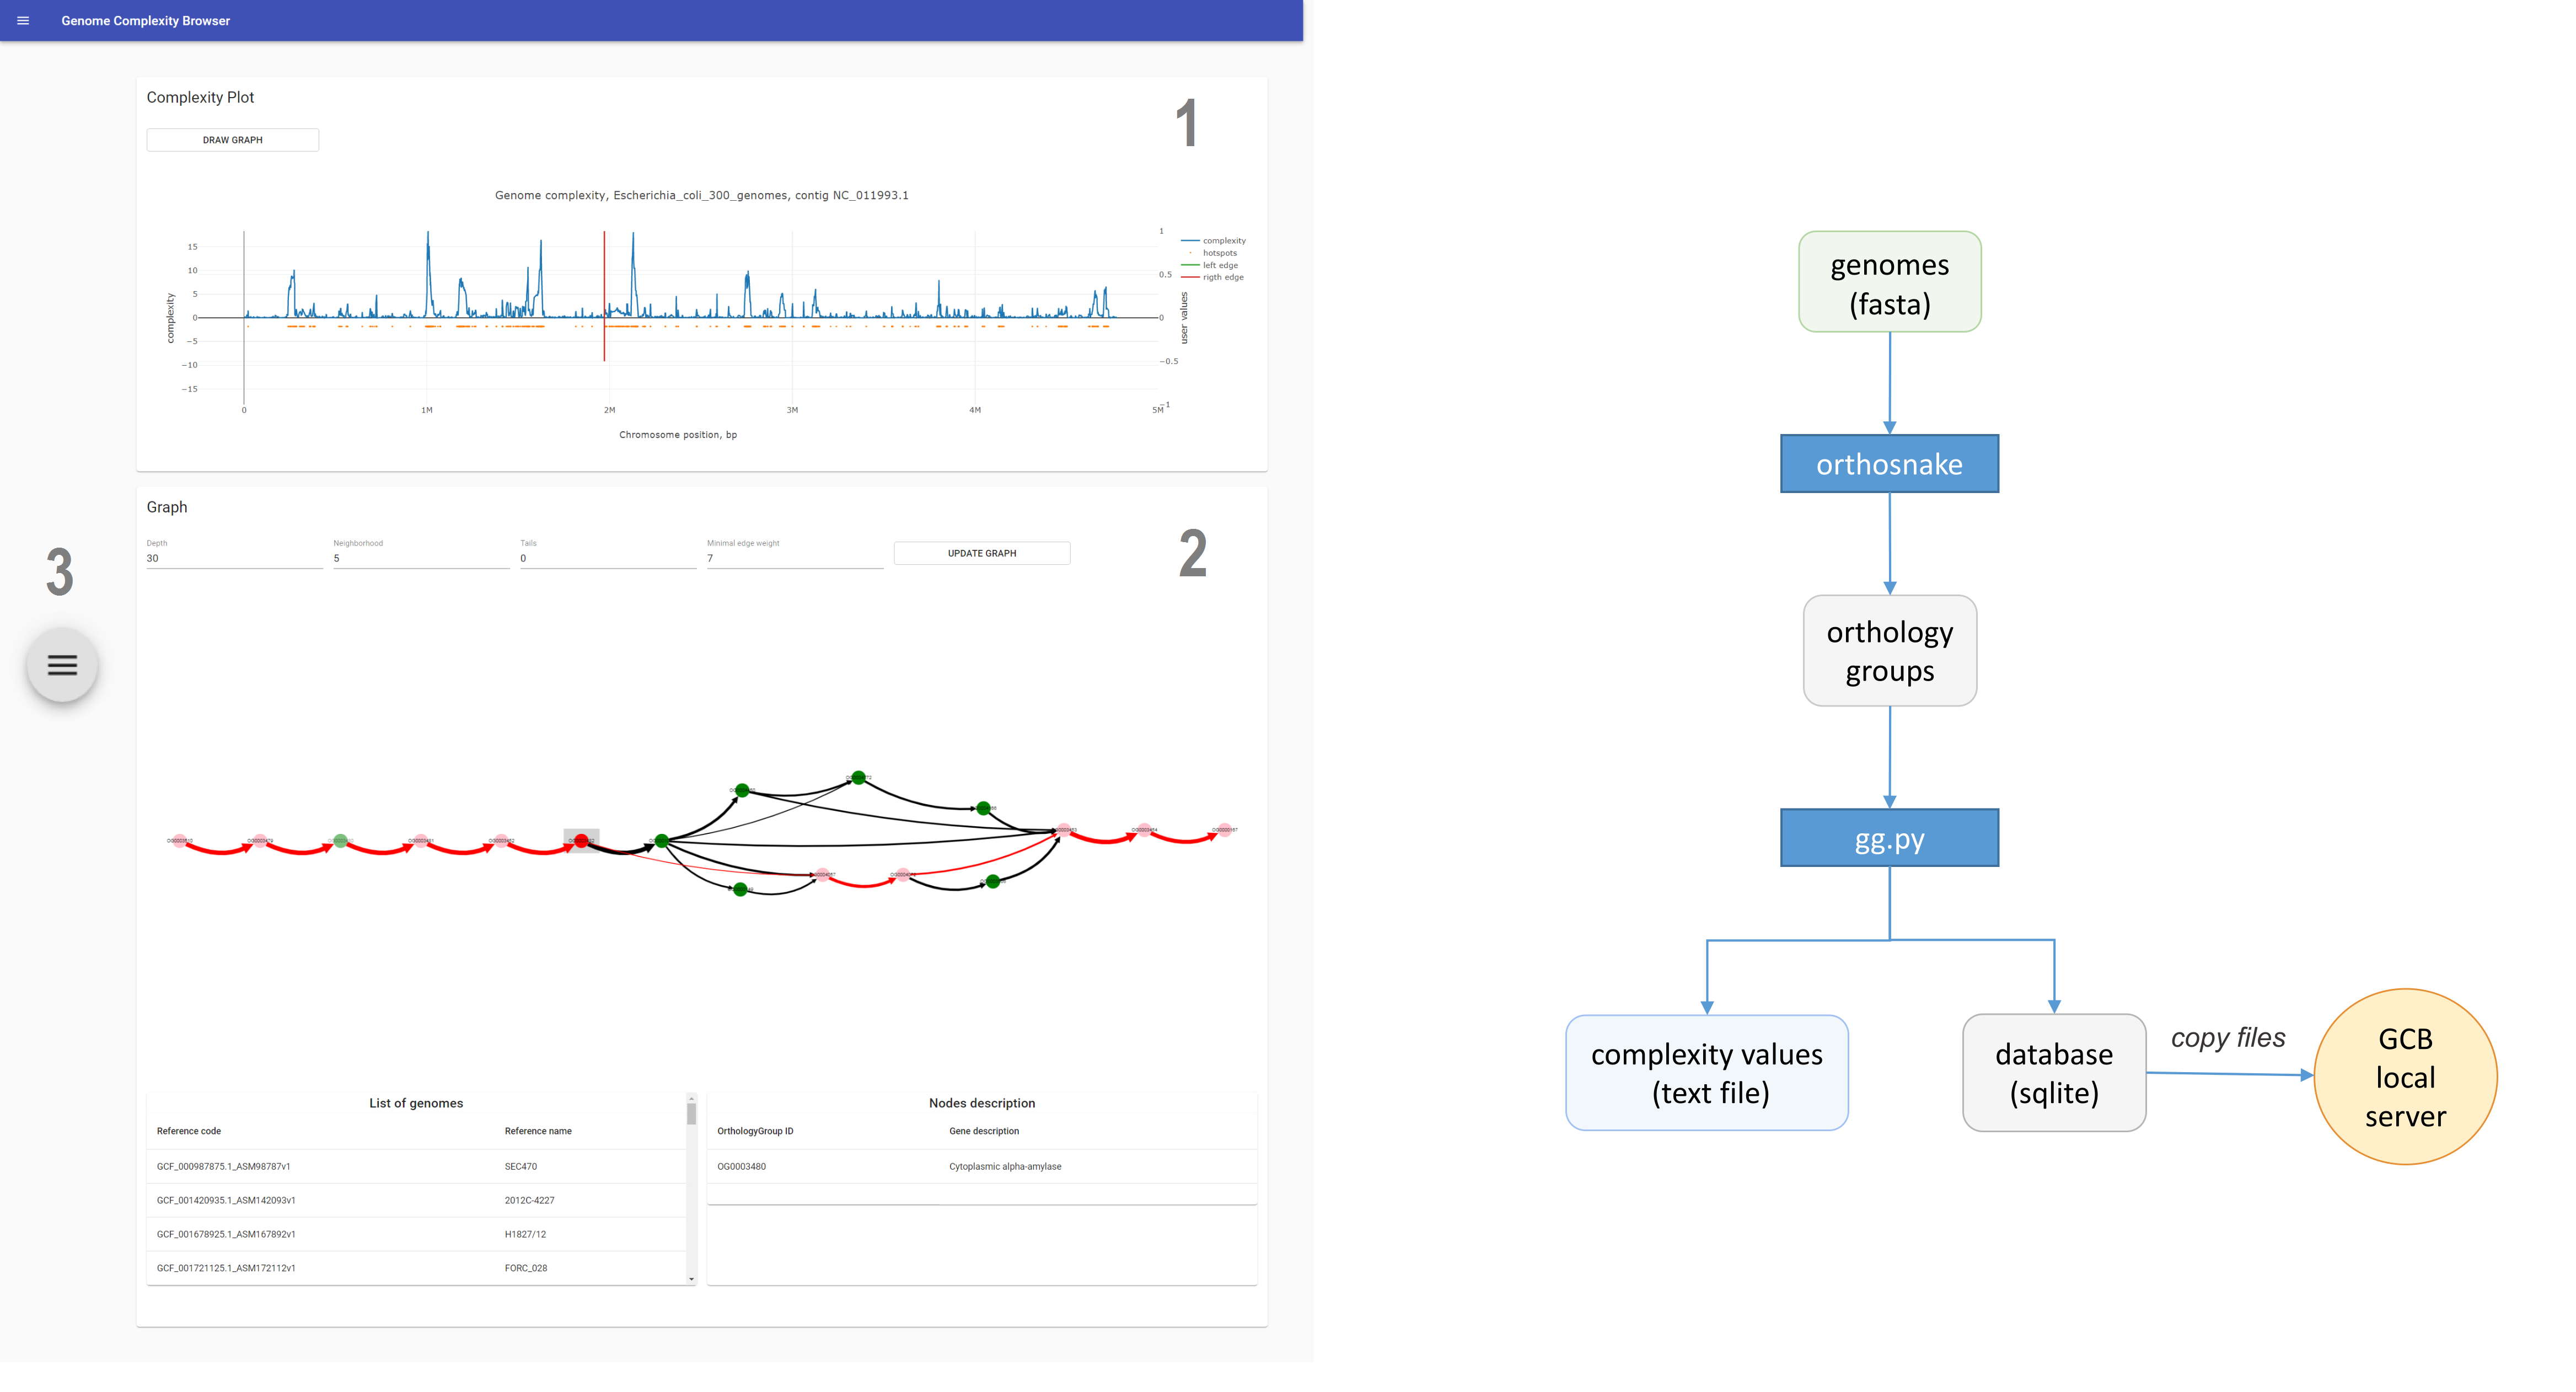 Genome Complexity Browser
Complexity Plot
1
DRAW GRAPH
Genome complexity, Escherichia_coli_300_genomes, contig NC_011993.1
complexity
15
10
5
0
−5
−10
−15
0
1M
2M
3M
4M
5M
Chromosome position, bp
1
0.5
0
−0.5
−1
user values
complexity
hotspots
left edge
rigth edge
Graph
2
3
Depth
30
Neighborhood
5
Tails
0
Minimal edge weight
7
UPDATE GRAPH
List of genomes
Reference code Reference name
GCF_000987875.1_ASM98787v1 SEC470
GCF_001420935.1_ASM142093v1 2012C-4227
GCF_001678925.1_ASM167892v1 H1827/12
GCF_001721125.1_ASM172112v1 FORC_028
Nodes description
OrthologyGroup ID Gene description
OG0003480 Cytoplasmic alpha-amylase
genomes
(fasta)
orthosnake
orthology
groups
gg.py
complexity values
(text file)
database
(sqlite)
copy files
GCB
local
server